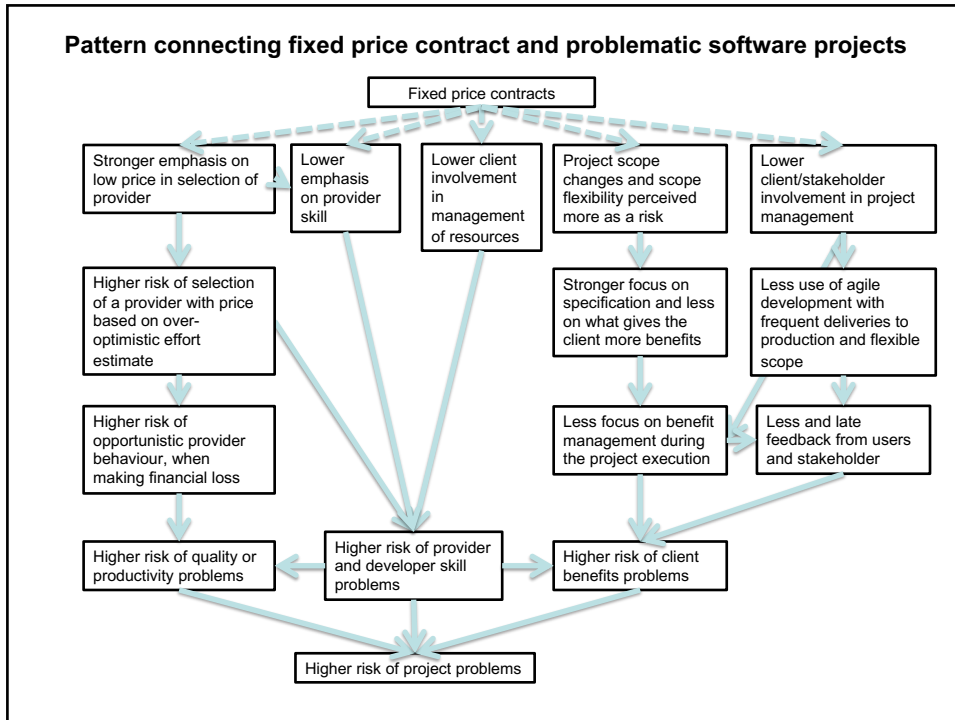 Pattern connecting fixed price contract and problematic software projects
Fixed price contracts
Stronger emphasis on
low price in selection of
provider
Lower
emphasis
on provider
skill
Lower client
involvement
in
management
of resources
Project scope
changes and scope
flexibility perceived
more as a risk
Lower
client/stakeholder
involvement in project
management
Higher risk of selection
of a provider with price
based on over-
optimistic effort
estimate
Stronger focus on
specification and less
on what gives the
client more benefits
Less use of agile
development with
frequent deliveries to
production and flexible
scope
Higher risk of
opportunistic provider
behaviour, when
making financial loss
Less focus on benefit
management during
the project execution
Less and late
feedback from users
and stakeholder
Higher risk of quality or
productivity problems
Higher risk of provider
and developer skill
problems
Higher risk of client
benefits problems
Higher risk of project problems